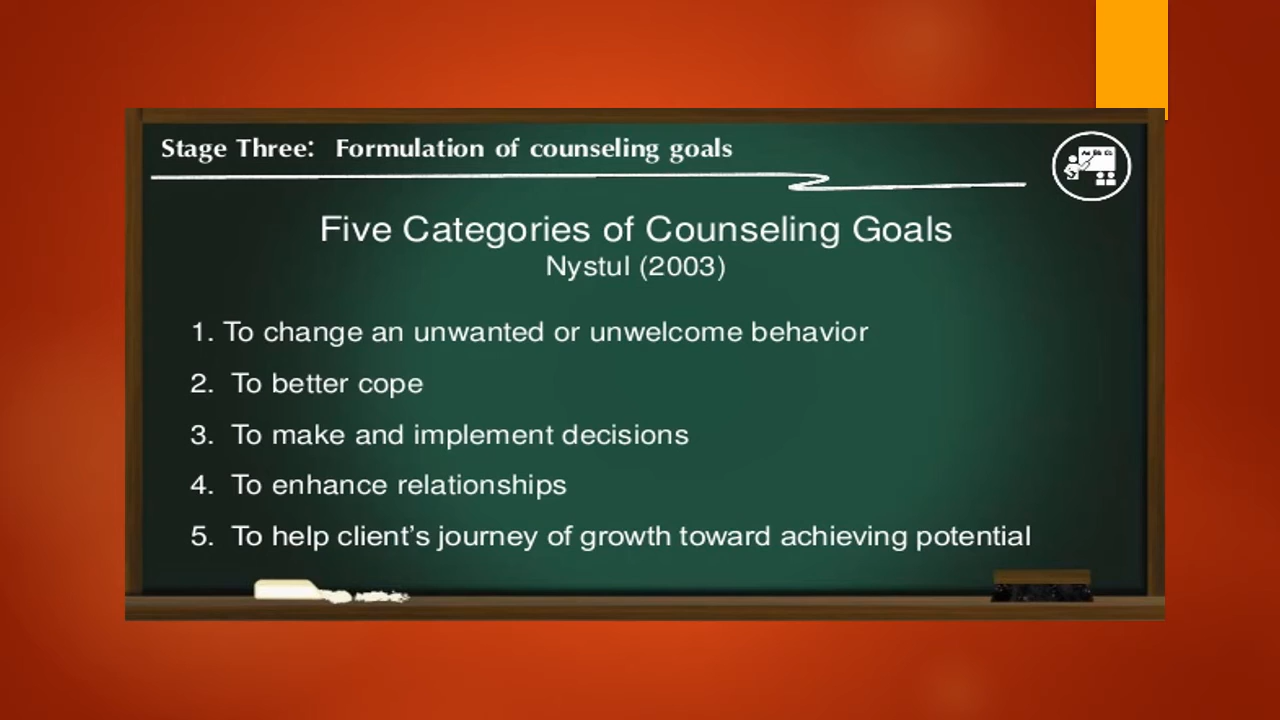 Stage Three: Formulation of counseling goals
Five Categories of Counseling Goals
Nystul (2003)
1. To change an unwanted or unwelcome behavior
2. To better cope
3. To make and implement decisions
4. To enhance relationships
5. To help client’s journey of growth toward achieving potential